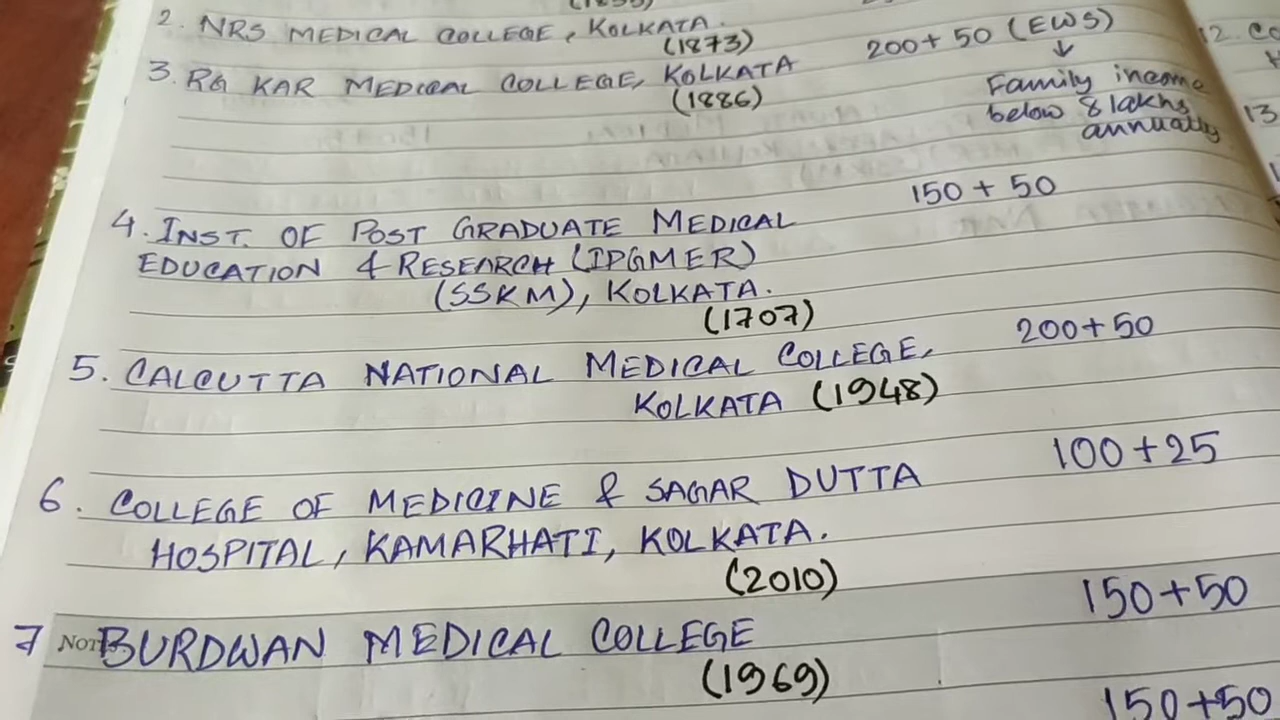 2. NRS MEDICAL COLLEGE, KOLKATA.
(1873)
3. RG KAR MEDICAL COLLEGE, KOLKATA 200+50 (EWS)
(1886)
↓
Family income
below 8 lakhs
annually
4. INST. OF POST GRADUATE MEDICAL 150+50
EDUCATION & RESEARCH (IPGMER)
(SSKM), KOLKATA.
(1707)
5. CALCUTTA NATIONAL MEDICAL COLLEGE, 200+50
KOLKATA (1948)
6. COLLEGE OF MEDICINE & SAGAR DUTTA 100+25
HOSPITAL, KAMARHATI, KOLKATA.
(2010)
7 BURDWAN MEDICAL COLLEGE 150+50
(1969)
150+50
12.
13